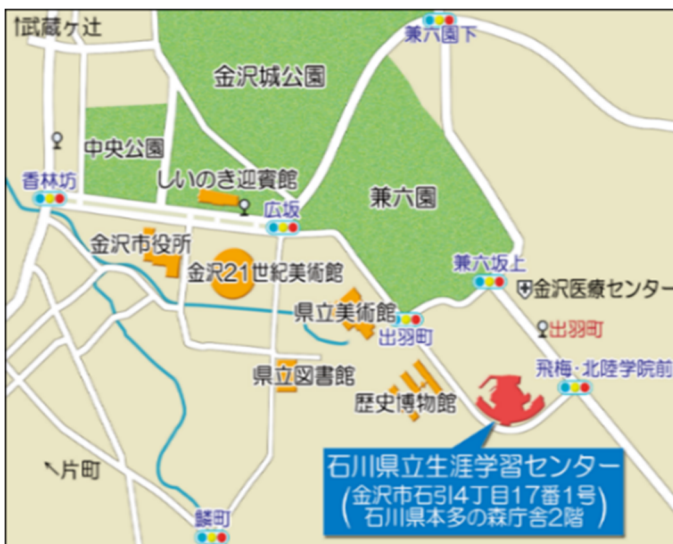 ↑武蔵ヶ辻
兼六園下
金沢城公園
中央公園
しいのき迎賓館
香林坊
広坂
兼六園
金沢市役所
金沢21世紀美術館
兼六坂上
金沢医療センター
県立美術館
出羽町
出羽町
県立図書館
歴史博物館
飛梅・北陸学院前
石川県立生涯学習センター
(金沢市石引4丁目17番1号
石川県本多の森庁舎2階)
↖片町
鱗町